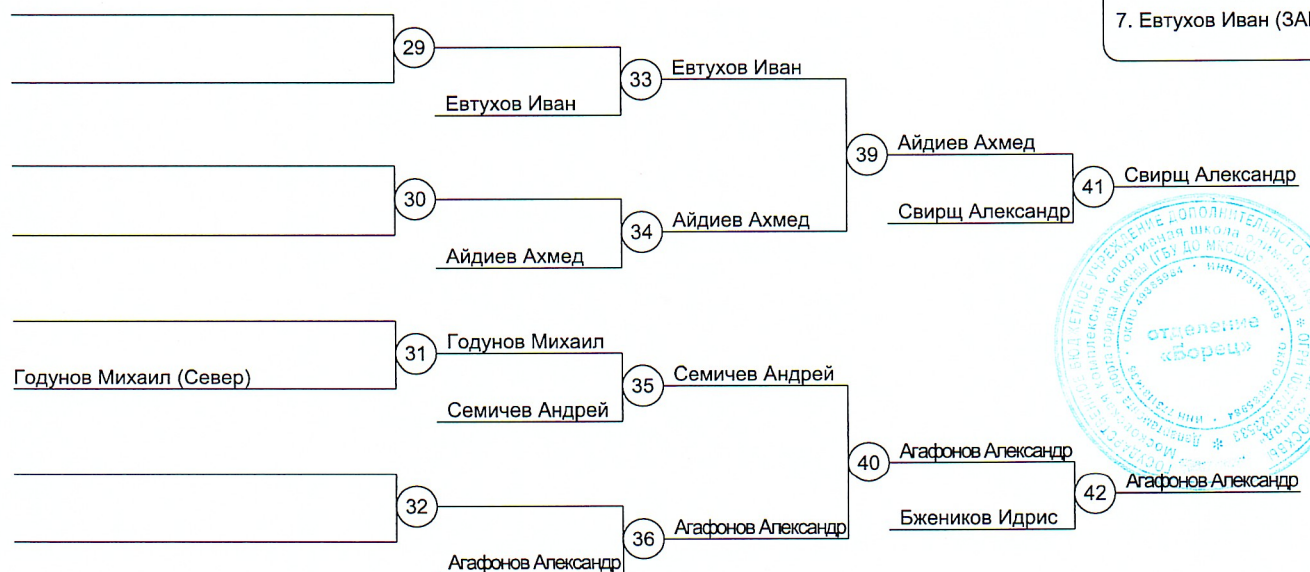 7. Евтухов Иван (ЗА
29
Евтухов Иван
33
Евтухов Иван
39
Айдиев Ахмед
41
Свирщ Александр
Свирщ Александр
30
34
Айдиев Ахмед
Айдиев Ахмед
31
Годунов Михаил
Годунов Михаил (Север)
Семичев Андрей
35
Семичев Андрей
40
Агафонов Александр
42
Агафонов Александр
Бжеников Идрис
32
36
Агафонов Александр
Агафонов Александр
отделение
«Борец»